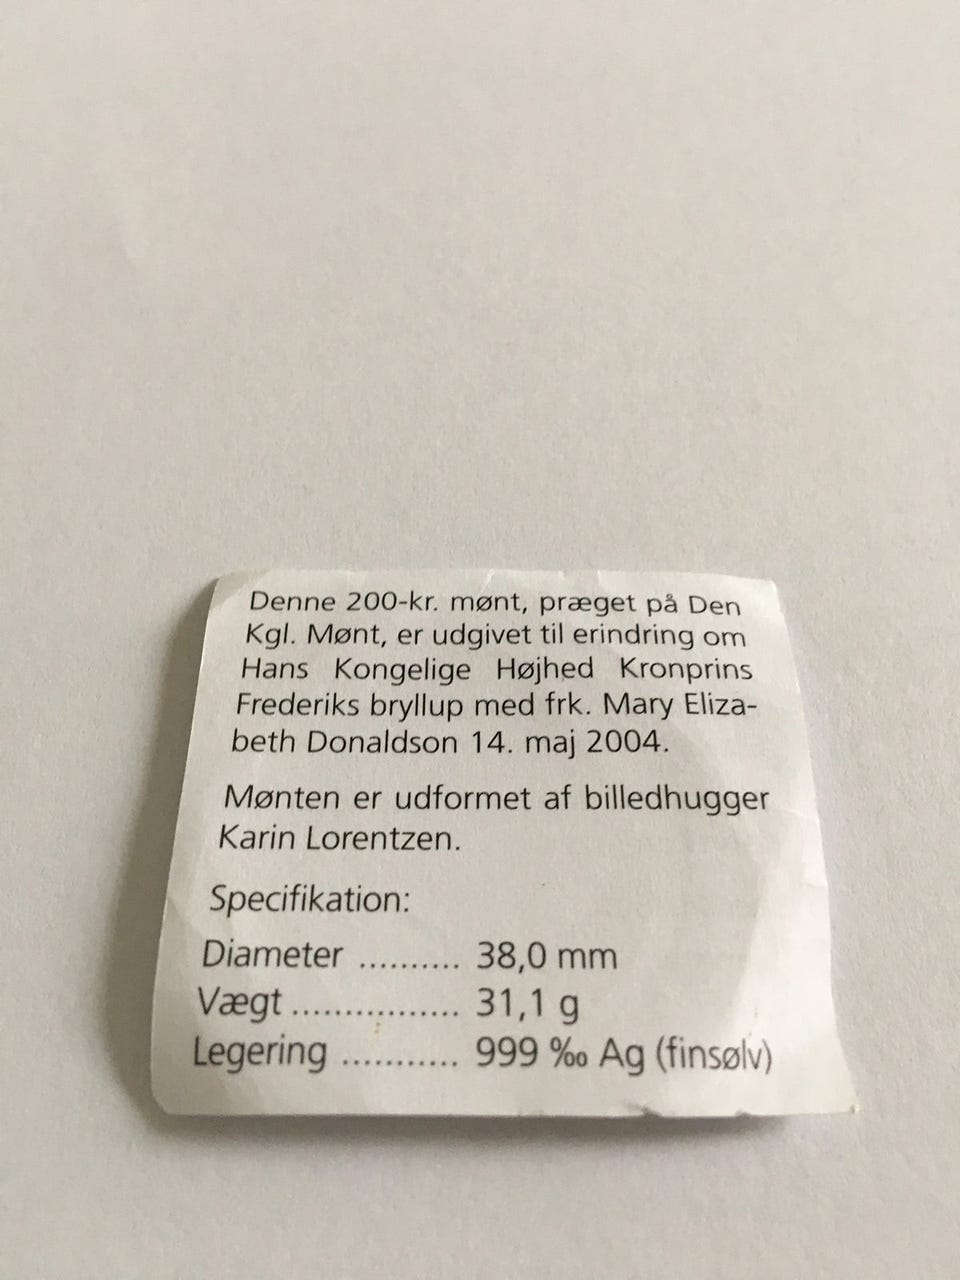 Denne 200-kr. mønt, præget på Den
Kgl. Mønt, er udgivet til erindring om
Hans Kongelige Højhed Kronprins
Frederiks bryllup med frk. Mary Eliza-
beth Donaldson 14. maj 2004.
Mønten er udformet af billedhugger
Karin Lorentzen.
Specifikation:
Diameter .......... 38,0 mm
Vægt ................ 31,1 g
Legering ........... 999 ‰ Ag (finsølv)